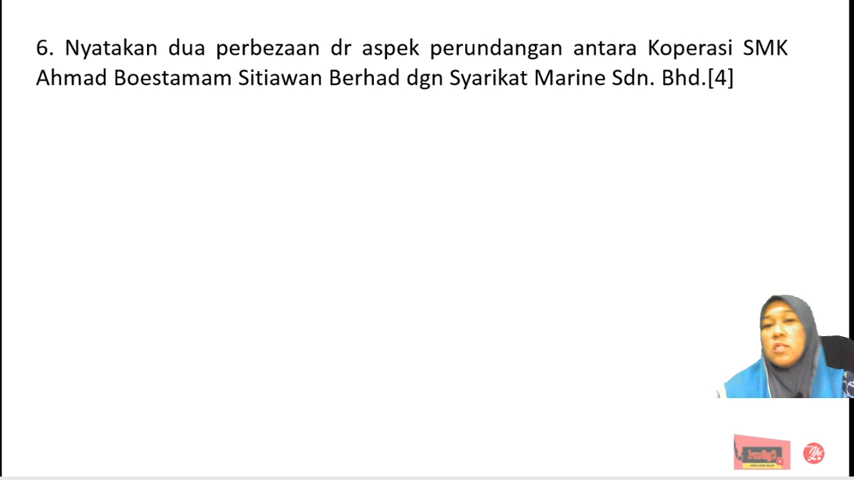 6. Nyatakan dua perbezaan dr aspek perundangan antara Koperasi SMK
Ahmad Boestamam Sitiawan Berhad dgn Syarikat Marine Sdn. Bhd.[4]